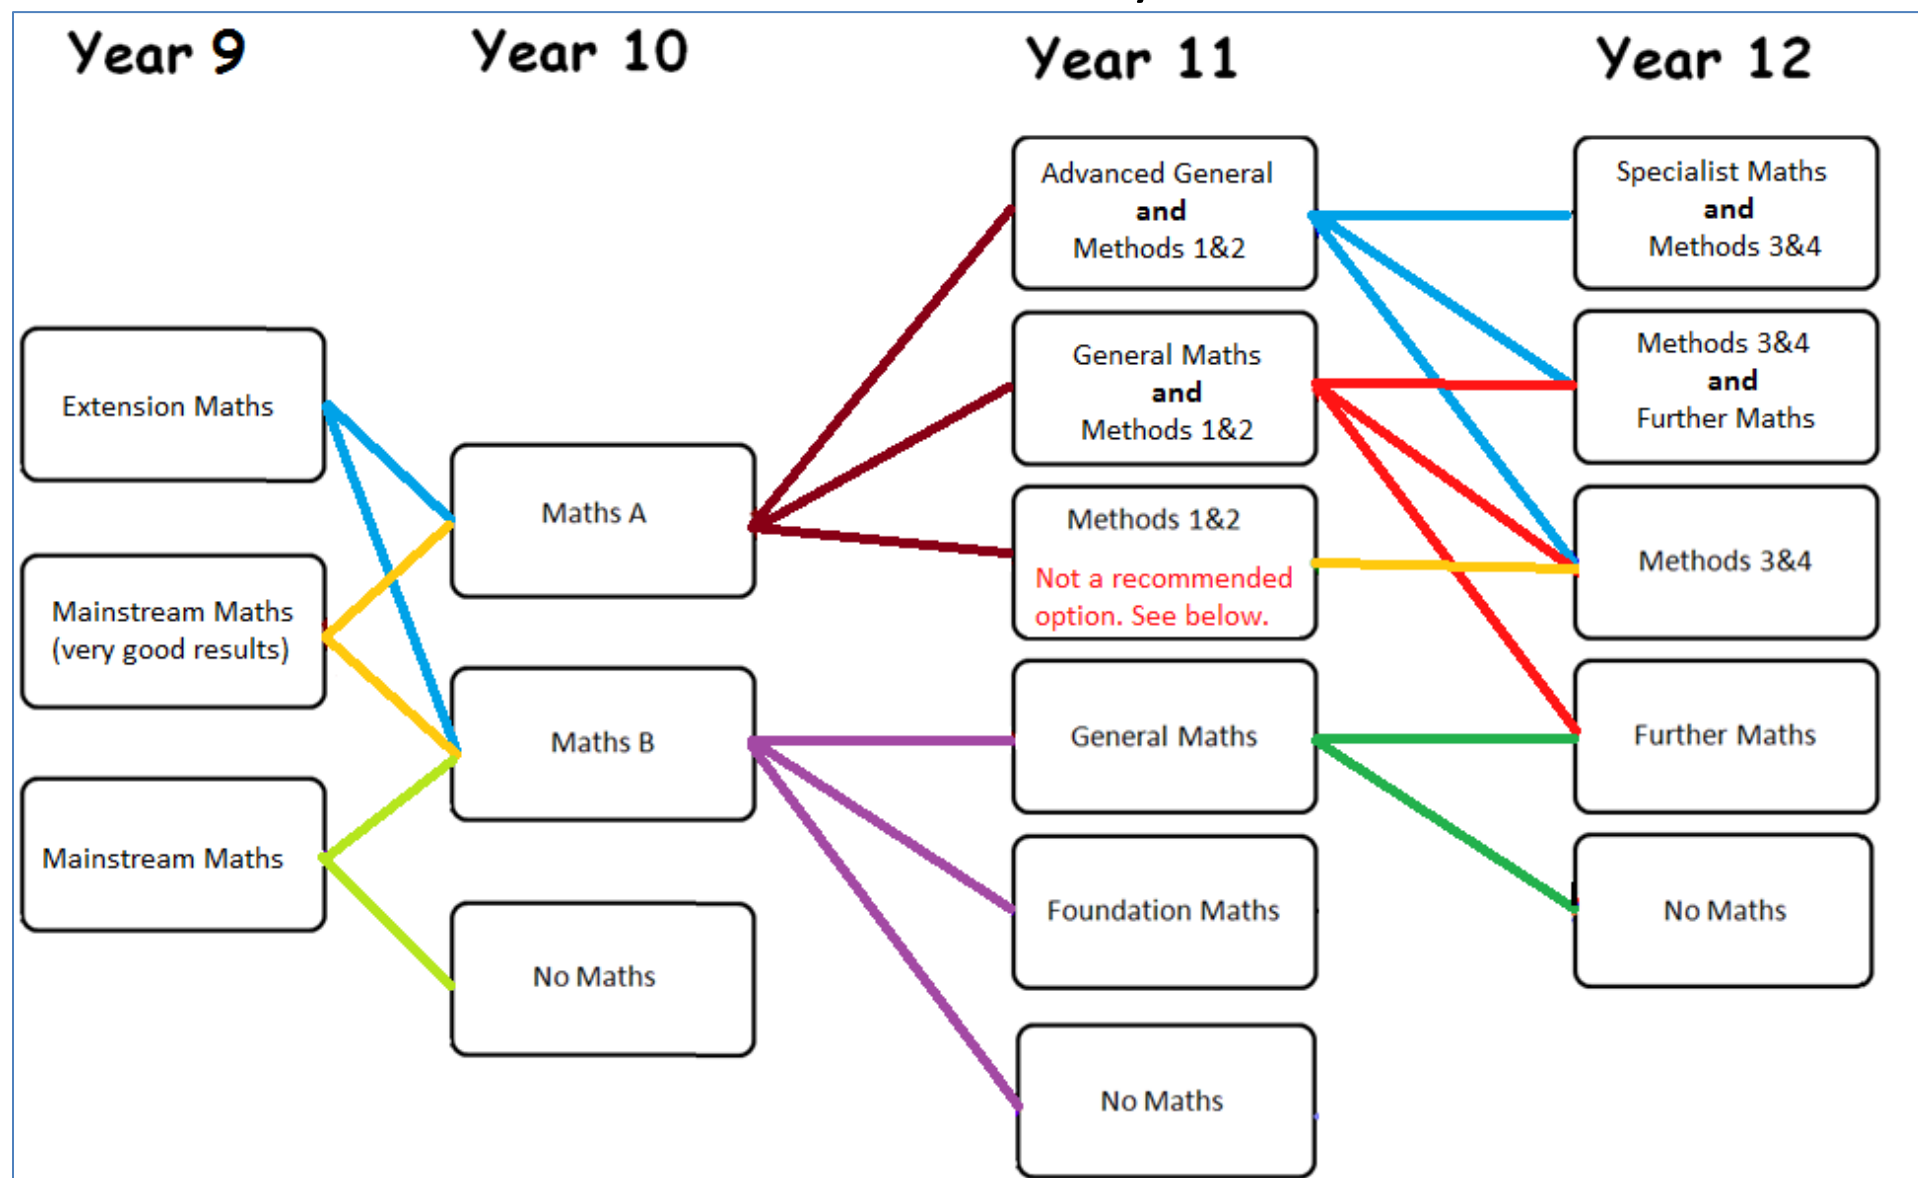 Year 9
Year 10
Year 11
Year 12
Extension Maths
Mainstream Maths
(very good results)
Mainstream Maths
Maths A
Maths B
No Maths
Advanced General
and
Methods 1&2
General Maths
and
Methods 1&2
Methods 1&2
Not a recommended
option. See below.
General Maths
Foundation Maths
No Maths
Specialist Maths
and
Methods 3&4
Methods 3&4
and
Further Maths
Methods 3&4
Further Maths
No Maths